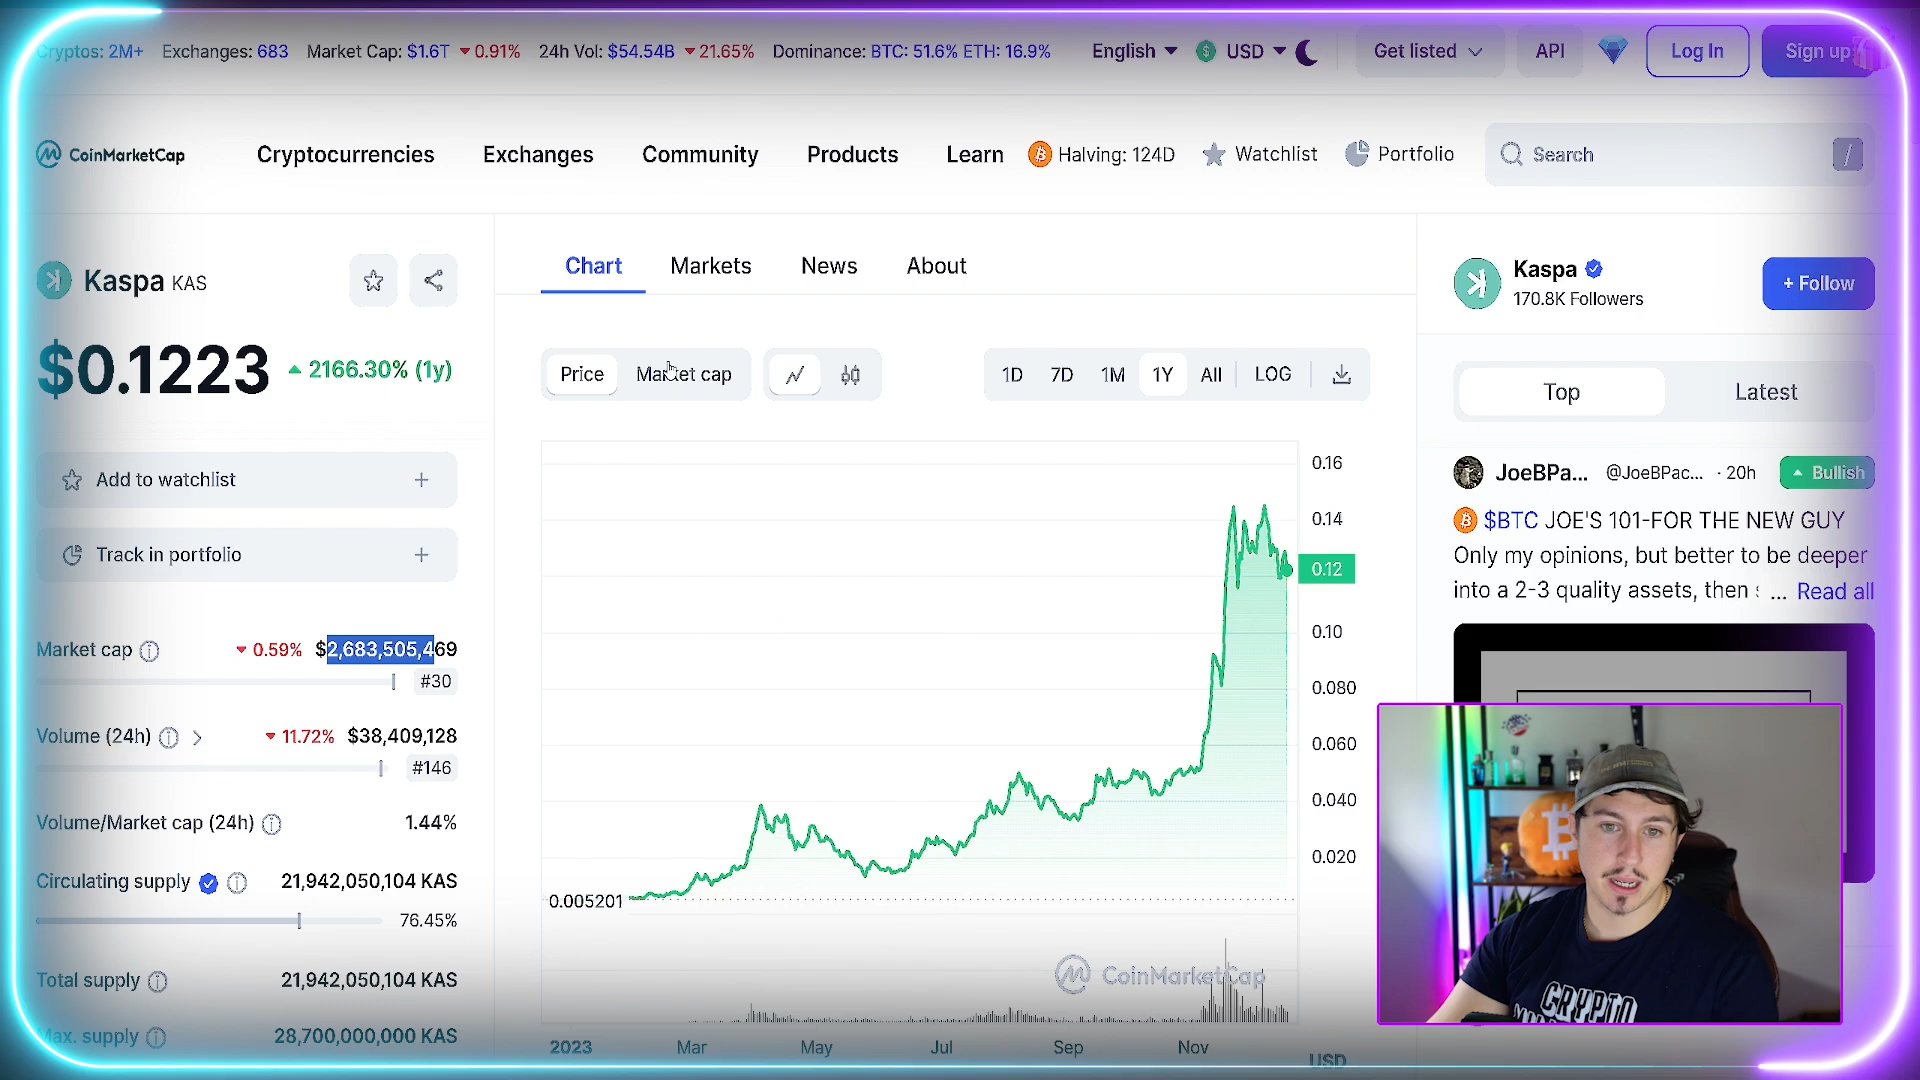 Cryptos: 2M+ Exchanges: 683 Market Cap: $1.6T 0.91% 24h Vol: $54.54B 21.65% Dominance: BTC: 51.6% ETH: 16.9% English USD Get listed API Log In Sign up
CoinMarketCap Cryptocurrencies Exchanges Community Products Learn Halving: 124D Watchlist Portfolio Search /
Kaspa KAS
$0.1223 2166.30% (1y)
Add to watchlist +
Track in portfolio +
Market cap 0.59% $2,683,505,469
#30
Volume (24h) 11.72% $38,409,128
#146
Volume/Market cap (24h) 1.44%
Circulating supply 21,942,050,104 KAS
76.45%
Total supply 21,942,050,104 KAS
Max. supply 28,700,000,000 KAS
Chart Markets News About
Price Market cap 1D 7D 1M 1Y All LOG
0.16
0.14
0.12
0.10
0.080
0.060
0.040
0.020
0.005201
CoinMarketCap
2023 Mar May Jul Sep Nov
USD
Kaspa
170.8K Followers
+ Follow
Top Latest
JoeBPa... @JoeBPac... · 20h Bullish
$BTC JOE'S 101-FOR THE NEW GUY
Only my opinions, but better to be deeper
into a 2-3 quality assets, then ... Read all
CRYPTO